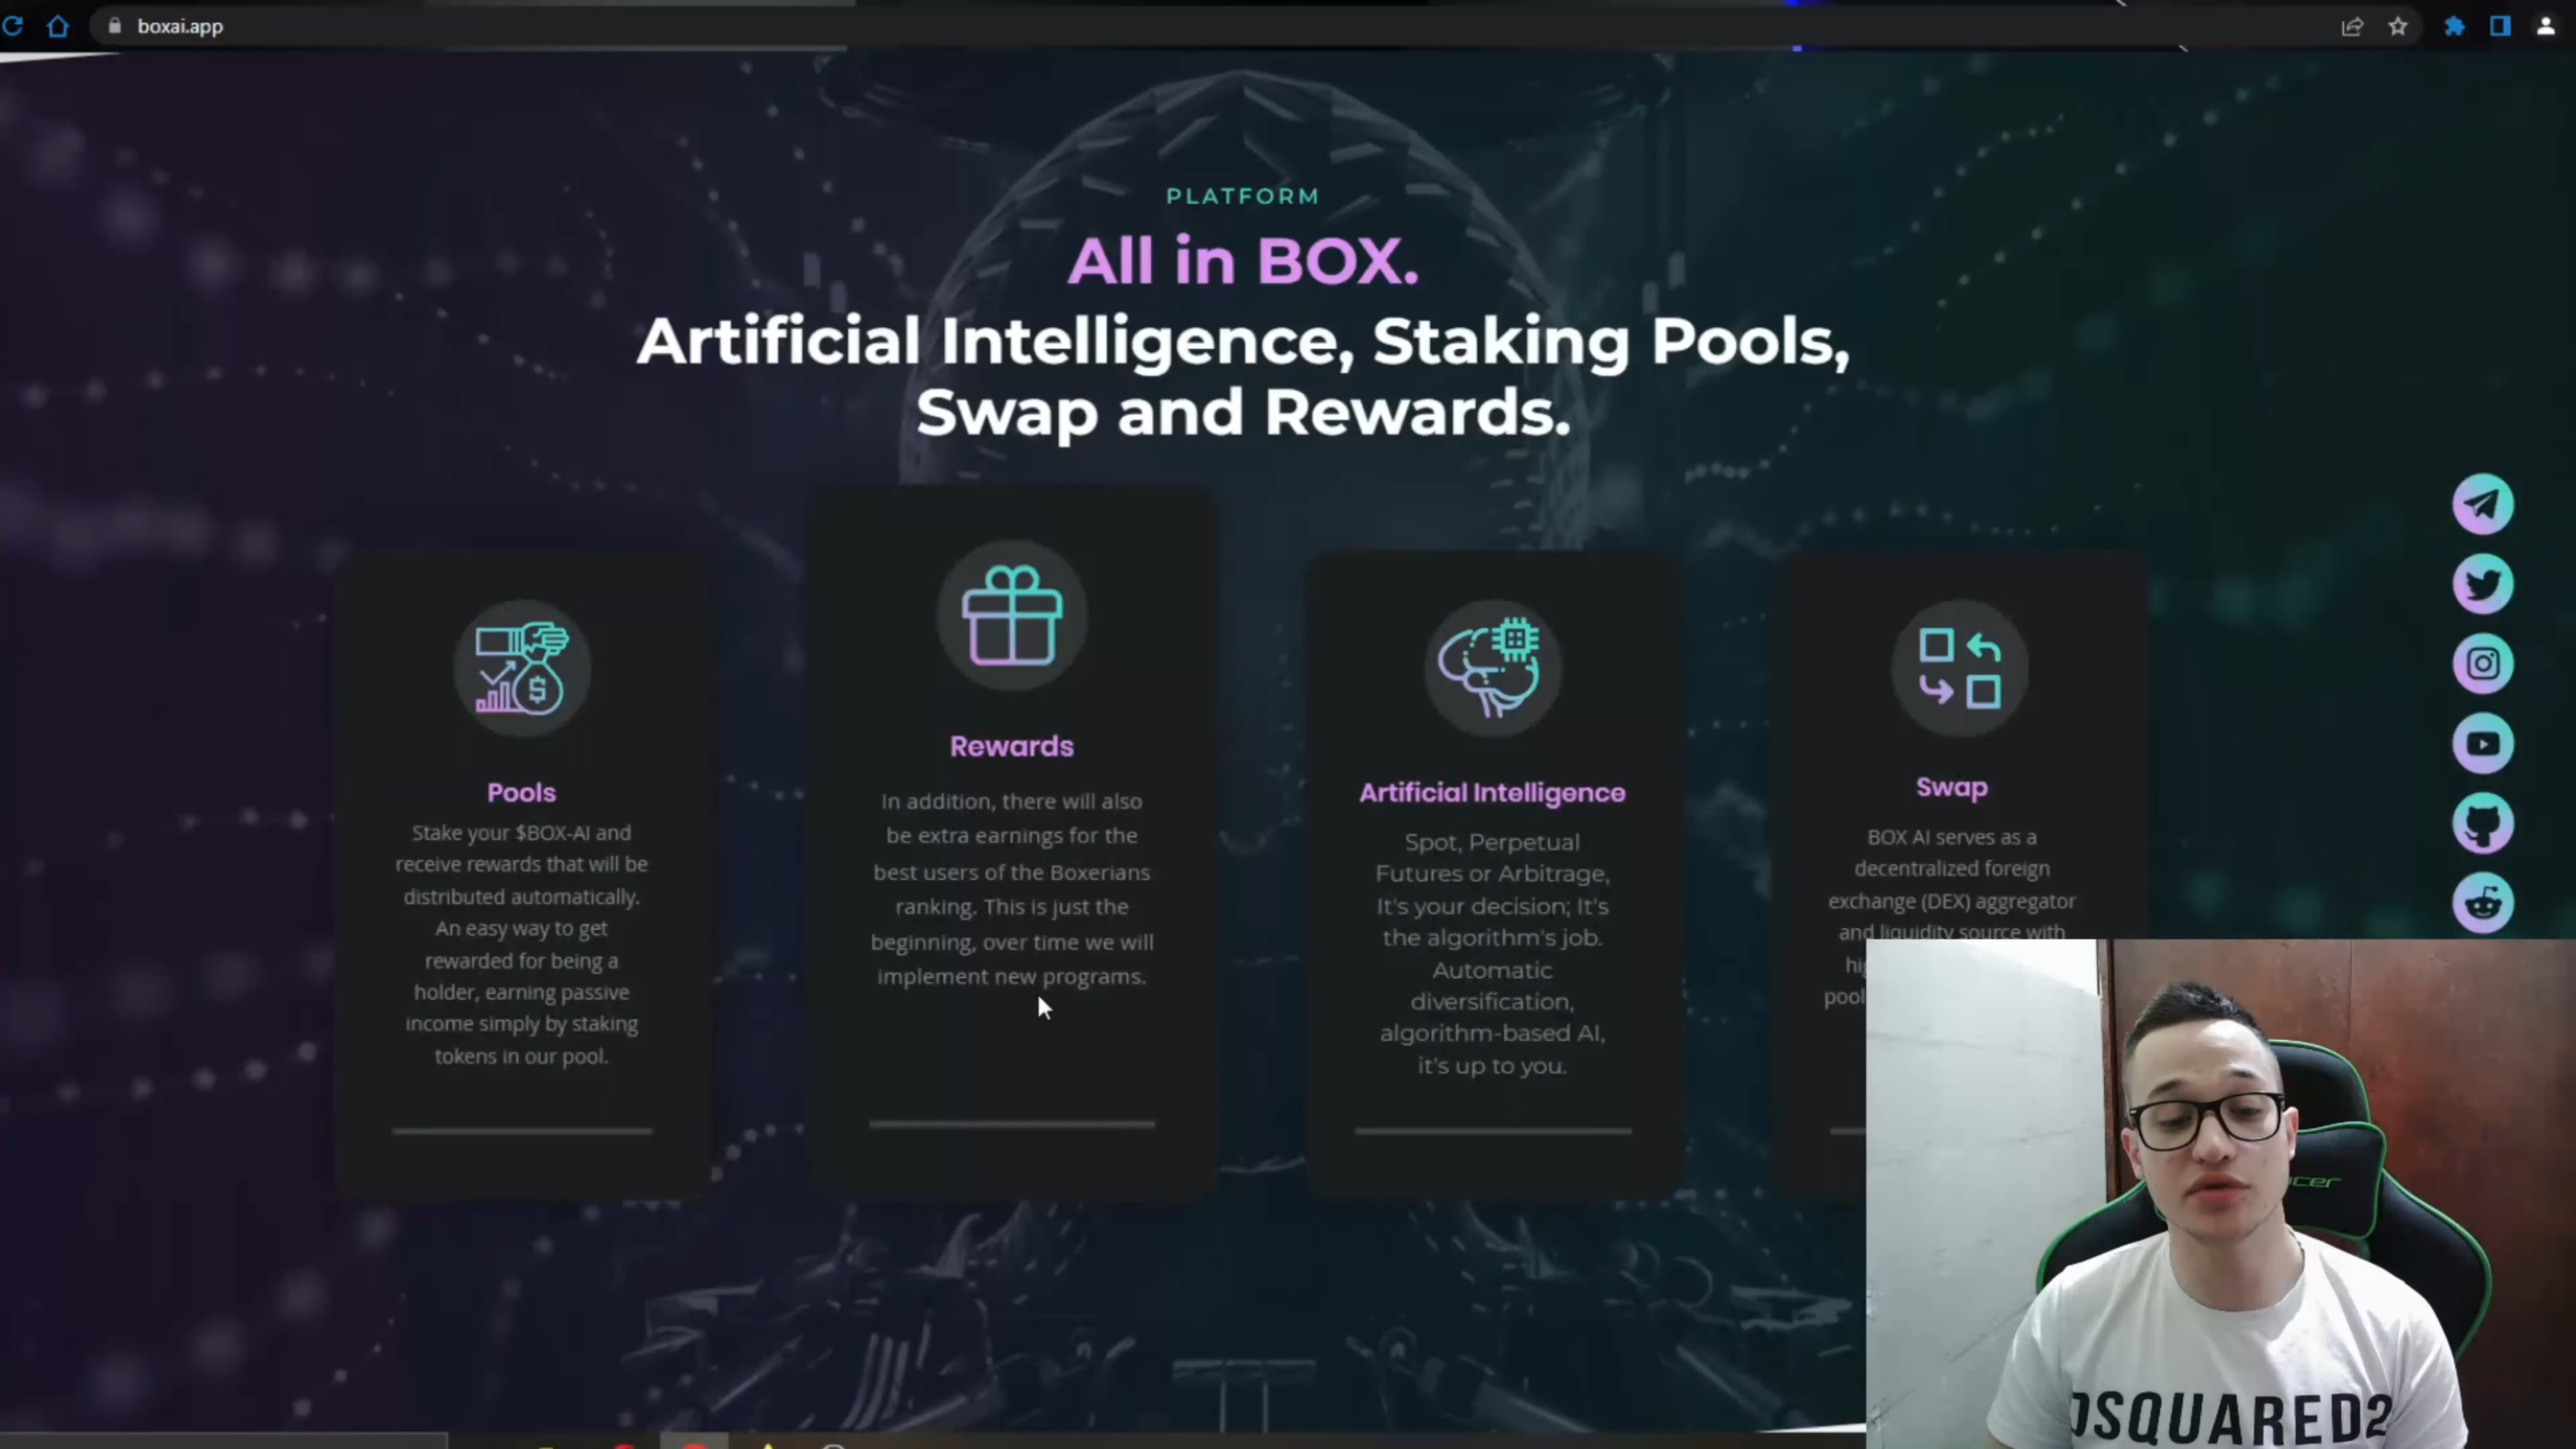 boxai.app
PLATFORM
All in BOX.
Artificial Intelligence, Staking Pools,
Swap and Rewards.
Pools
Stake your $BOX-AI and
receive rewards that will be
distributed automatically.
An easy way to get
rewarded for being a
holder, earning passive
income simply by staking
tokens in our pool.
Rewards
In addition, there will also
be extra earnings for the
best users of the Boxerians
ranking. This is just the
beginning, over time we will
implement new programs.
Artificial Intelligence
Spot, Perpetual
Futures or Arbitrage,
It's your decision; It's
the algorithm's job.
Automatic
diversification,
algorithm-based AI,
it's up to you.
Swap
BOX AI serves as a
decentralized foreign
exchange (DEX) aggregator
and liquidity source with
DSQUARED2